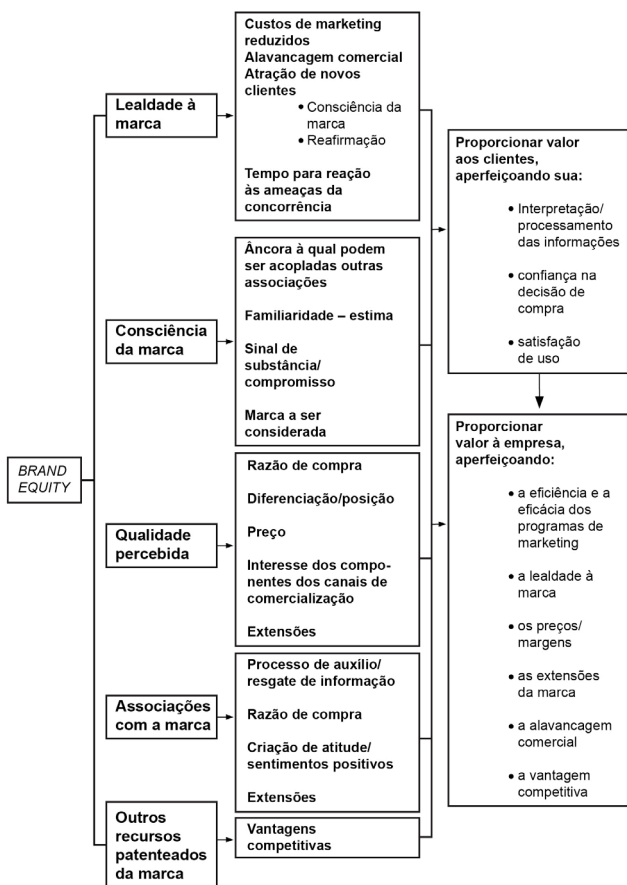 BRAND
EQUITY
Lealdade à
marca
Custos de marketing
reduzidos
Alavancagem comercial
Atração de novos
clientes
• Consciência da
marca
• Reafirmação
Tempo para reação
às ameaças da
concorrência
Consciência
da marca
Âncora à qual podem
ser acopladas outras
associações
Familiaridade – estima
Sinal de
substância/
compromisso
Marca a ser
considerada
Qualidade
percebida
Razão de compra
Diferenciação/posição
Preço
Interesse dos compo-
nentes dos canais de
comercialização
Extensões
Associações
com a marca
Processo de auxílio/
resgate de informação
Razão de compra
Criação de atitude/
sentimentos positivos
Extensões
Outros
recursos
patenteados
da marca
Vantagens
competitivas
Proporcionar valor
aos clientes,
aperfeiçoando sua:
• Interpretação/
processamento
das informações
• confiança na
decisão de
compra
• satisfação
de uso
Proporcionar
valor à empresa,
aperfeiçoando:
• a eficiência e a
eficácia dos
programas de
marketing
• a lealdade à
marca
• os preços/
margens
• as extensões
da marca
• a alavancagem
comercial
• a vantagem
competitiva